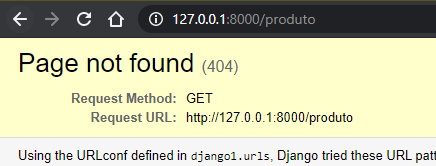 127.0.0.1:8000/produto
Page not found (404)
Request Method: GET
Request URL: http://127.0.0.1:8000/produto
Using the URLconf defined in django1.urls, Django tried these URL